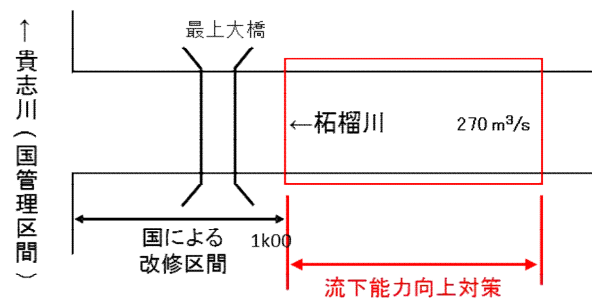 最上大橋
↑貴志川(国管理区間)
←柘榴川
270 m³/s
国による
改修区間
1k00
流下能力向上対策